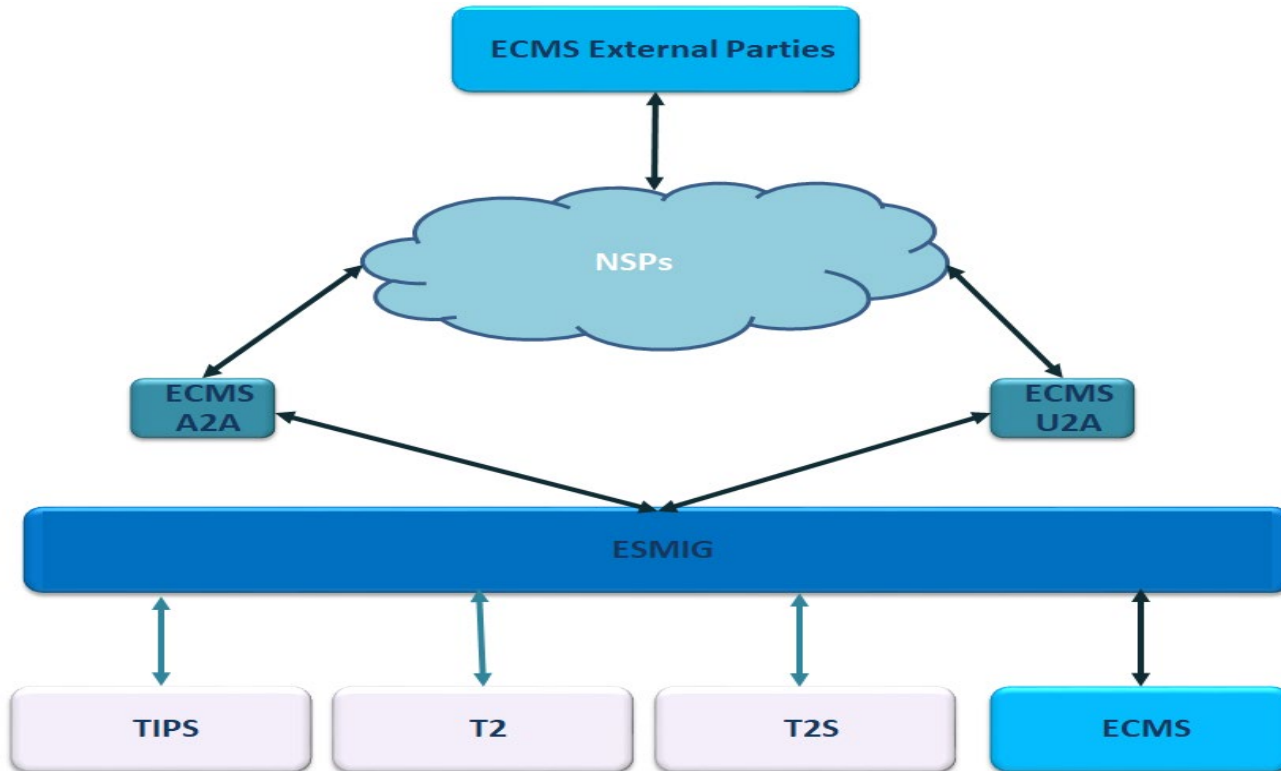 ECMS External Parties
NSPs
ECMS
A2A
ECMS
U2A
ESMIG
TIPS
T2
T2S
ECMS